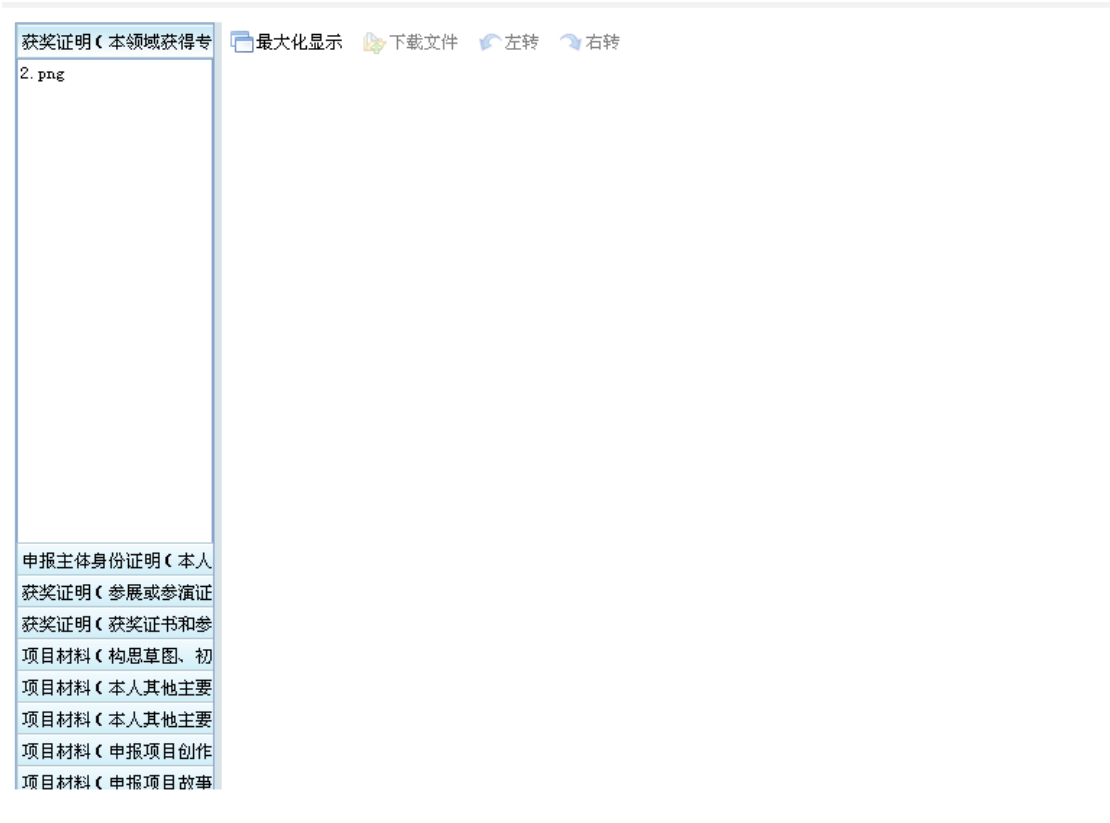 获奖证明(本领域获得专
最大化显示 下载文件 左转 右转
2.png
申报主体身份证明(本人
获奖证明(参展或参演证
获奖证明(获奖证书和参
项目材料(构思草图、初
项目材料(本人其他主要
项目材料(本人其他主要
项目材料(申报项目创作
项目材料(申报项目故事